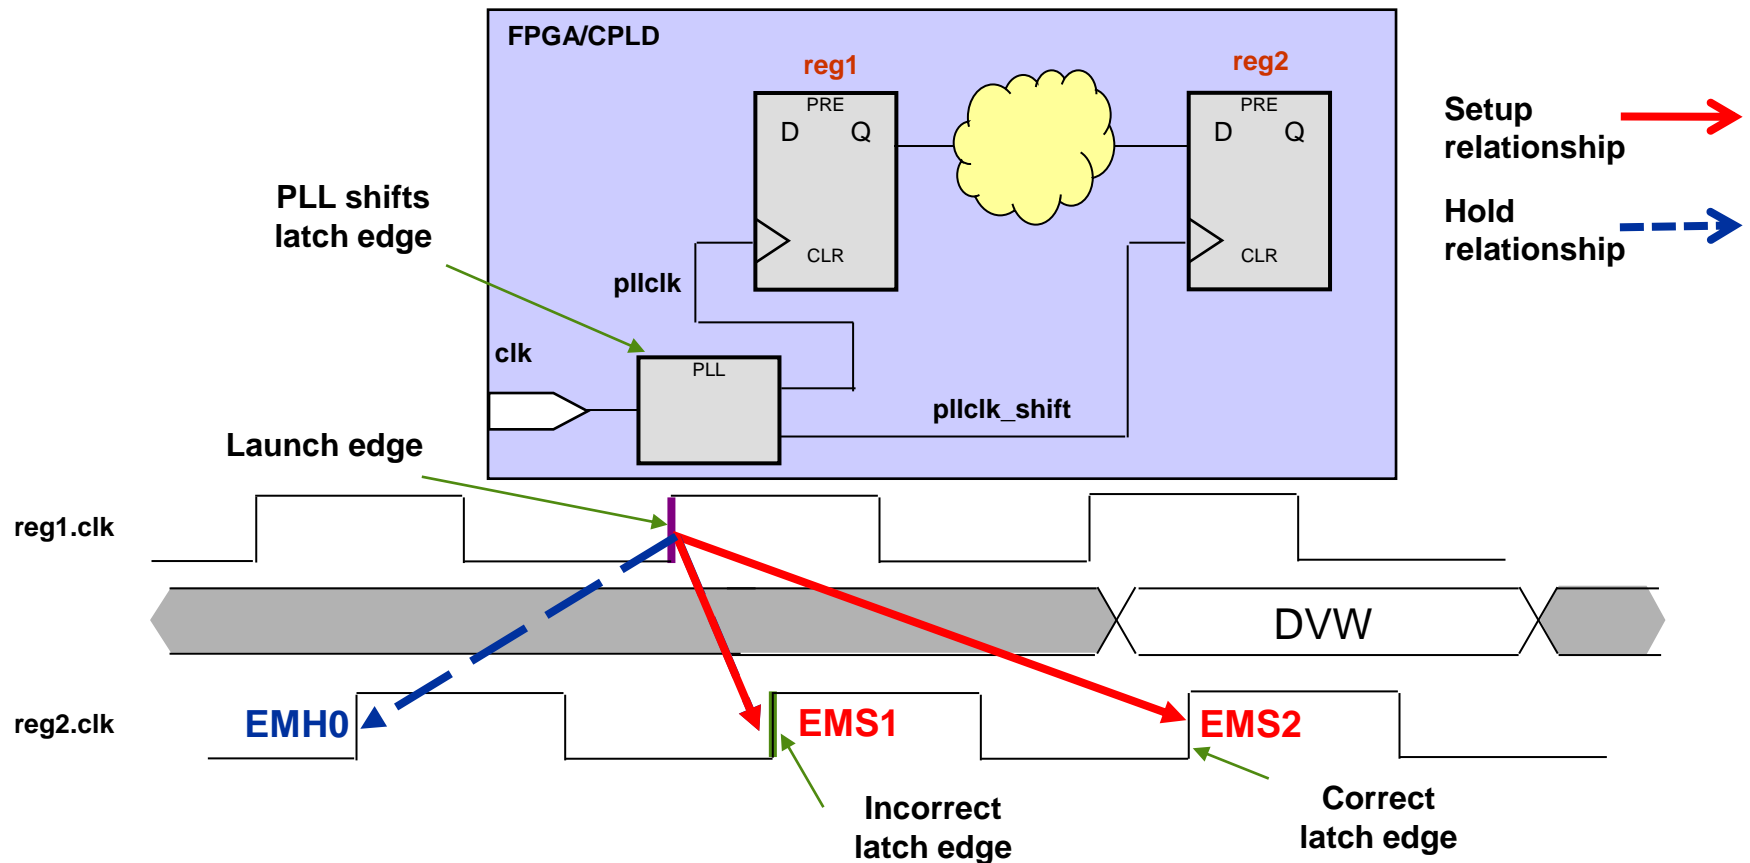 FPGA/CPLD
reg1
reg2
PRE
D Q
CLR
PRE
D Q
CLR
Setup
relationship
Hold
relationship
PLL shifts
latch edge
pllclk
clk
PLL
pllclk_shift
Launch edge
reg1.clk
DVW
reg2.clk
EMH0
EMS1
EMS2
Incorrect
latch edge
Correct
latch edge